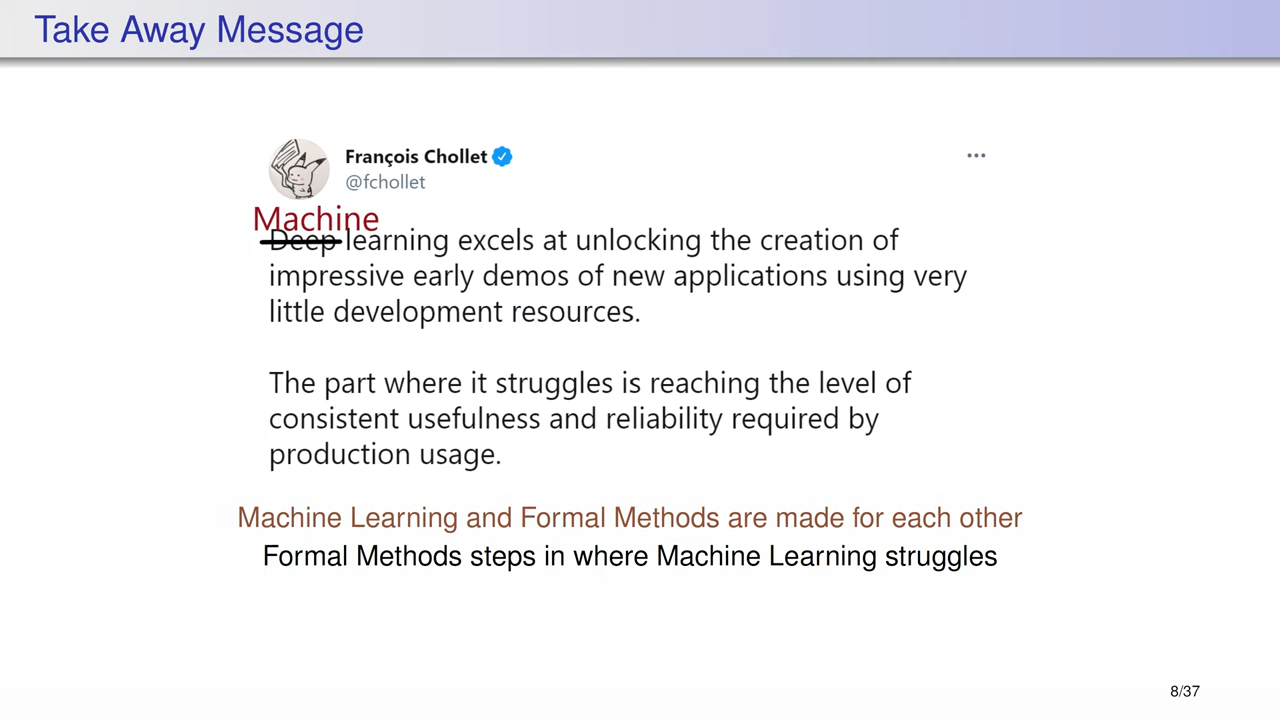 Take Away Message
François Chollet
@fchollet
Machine
Deep learning excels at unlocking the creation of
impressive early demos of new applications using very
little development resources.
The part where it struggles is reaching the level of
consistent usefulness and reliability required by
production usage.
Machine Learning and Formal Methods are made for each other
Formal Methods steps in where Machine Learning struggles
8/37